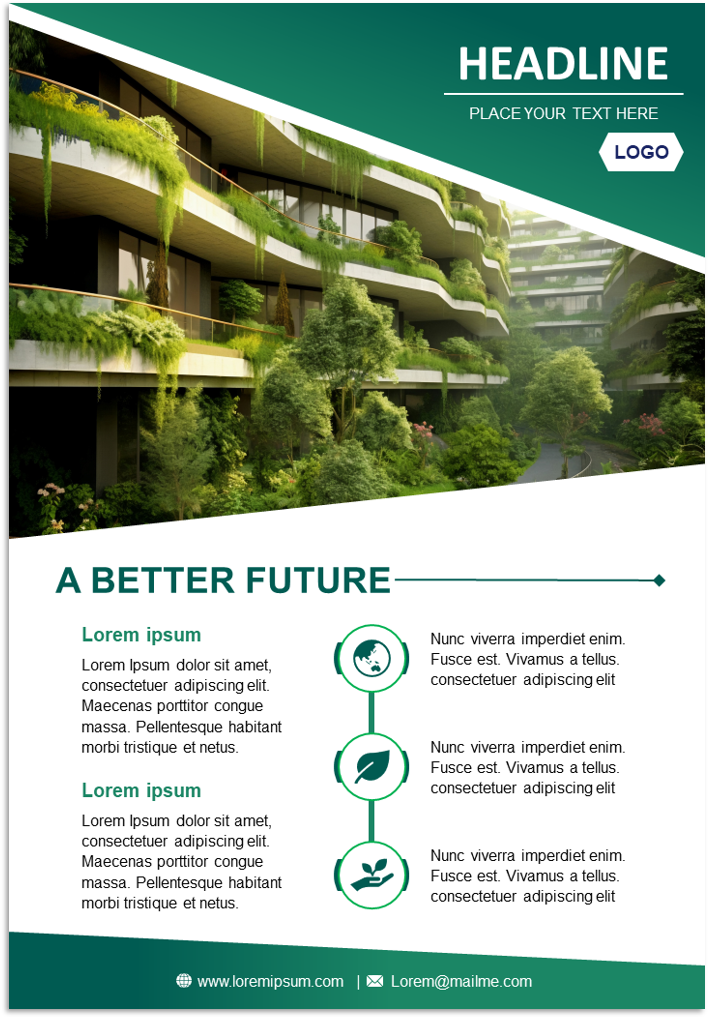 HEADLINE
PLACE YOUR TEXT HERE
LOGO
A BETTER FUTURE
Lorem ipsum
Lorem Ipsum dolor sit amet,
consectetuer adipiscing elit.
Maecenas porttitor congue
massa. Pellentesque habitant
morbi tristique et netus.
Lorem ipsum
Lorem Ipsum dolor sit amet,
consectetuer adipiscing elit.
Maecenas porttitor congue
massa. Pellentesque habitant
morbi tristique et netus.
Nunc viverra imperdiet enim.
Fusce est. Vivamus a tellus.
consectetuer adipiscing elit
Nunc viverra imperdiet enim.
Fusce est. Vivamus a tellus.
consectetuer adipiscing elit
Nunc viverra imperdiet enim.
Fusce est. Vivamus a tellus.
consectetuer adipiscing elit
www.loremipsum.com | Lorem@mailme.com